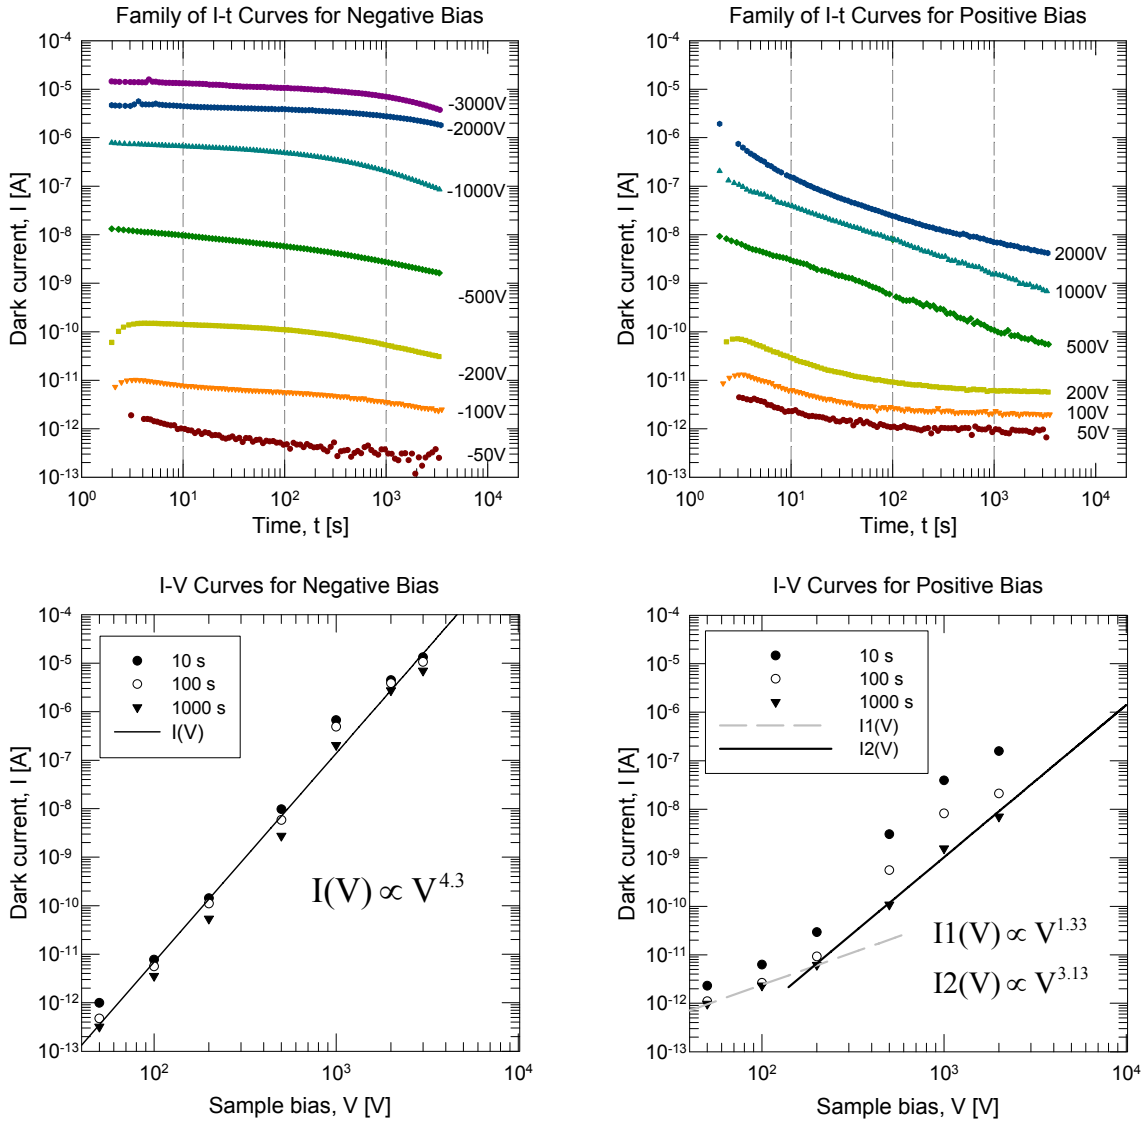 Family of I-t Curves for Negative Bias
Dark current, I [A]
10⁻⁴
10⁻⁵
10⁻⁶
10⁻⁷
10⁻⁸
10⁻⁹
10⁻¹⁰
10⁻¹¹
10⁻¹²
10⁻¹³
-3000V
-2000V
-1000V
-500V
-200V
-100V
-50V
10⁰ 10¹ 10² 10³ 10⁴
Time, t [s]
Family of I-t Curves for Positive Bias
Dark current, I [A]
10⁻⁴
10⁻⁵
10⁻⁶
10⁻⁷
10⁻⁸
10⁻⁹
10⁻¹⁰
10⁻¹¹
10⁻¹²
10⁻¹³
2000V
1000V
500V
200V
100V
50V
10⁰ 10¹ 10² 10³ 10⁴
Time, t [s]
I-V Curves for Negative Bias
Dark current, I [A]
10⁻⁴
10⁻⁵
10⁻⁶
10⁻⁷
10⁻⁸
10⁻⁹
10⁻¹⁰
10⁻¹¹
10⁻¹²
10⁻¹³
10 s
100 s
1000 s
I(V)
I(V) ∝ V⁴·³
10² 10³ 10⁴
Sample bias, V [V]
I-V Curves for Positive Bias
Dark current, I [A]
10⁻⁴
10⁻⁵
10⁻⁶
10⁻⁷
10⁻⁸
10⁻⁹
10⁻¹⁰
10⁻¹¹
10⁻¹²
10⁻¹³
10 s
100 s
1000 s
I1(V)
I2(V)
I1(V) ∝ V¹·³³
I2(V) ∝ V³·¹³
10² 10³ 10⁴
Sample bias, V [V]